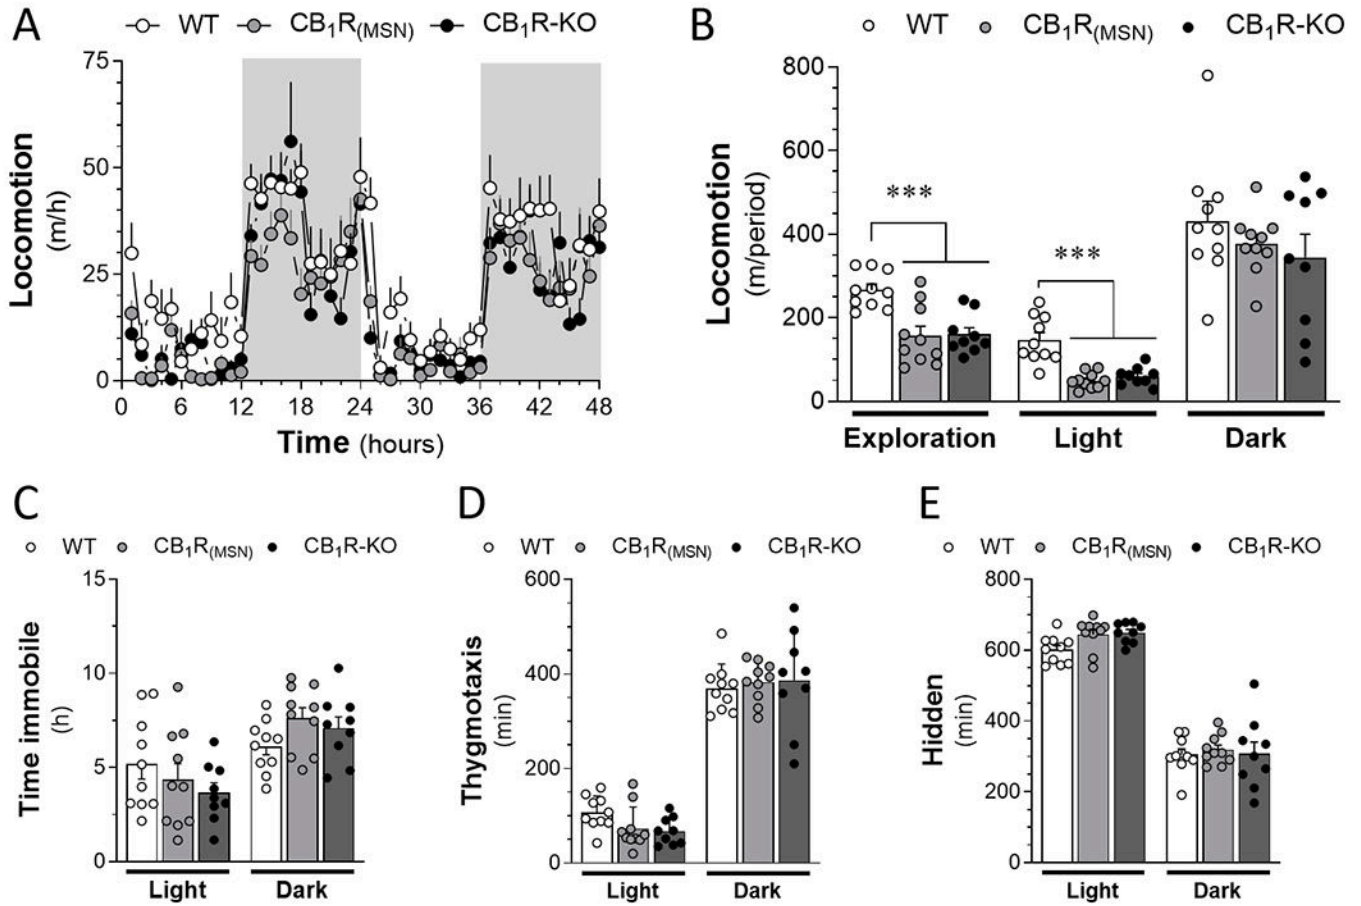 A
WT CB₁R(MSN) CB₁R-KO
75
50
25
0
Locomotion
(m/h)
0 6 12 18 24 30 36 42 48
Time (hours)
B
WT CB₁R(MSN) CB₁R-KO
800
600
400
200
0
Locomotion
(m/period)
***
***
Exploration Light Dark
C
WT CB₁R(MSN) CB₁R-KO
15
10
5
0
Time immobile
(h)
Light Dark
D
WT CB₁R(MSN) CB₁R-KO
600
400
200
0
Thygmotaxis
(min)
Light Dark
E
WT CB₁R(MSN) CB₁R-KO
800
600
400
200
0
Hidden
(min)
Light Dark